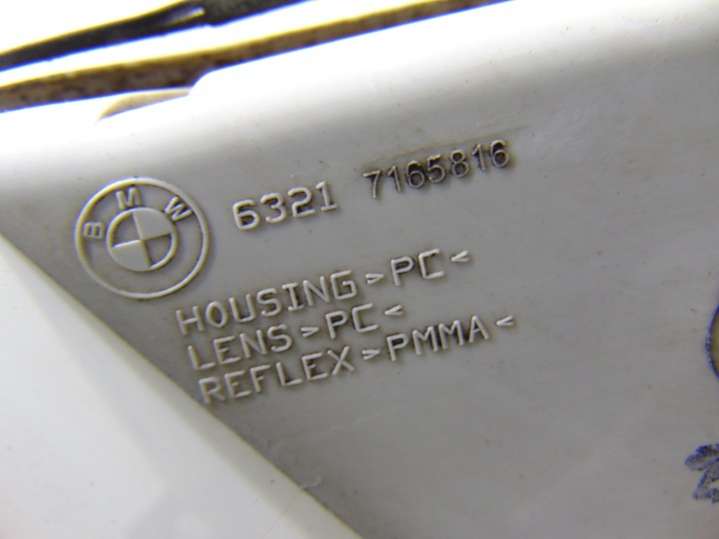 BMW
6321 7165816
HOUSING>PC<
LENS>PC<
REFLEX>PMMA<